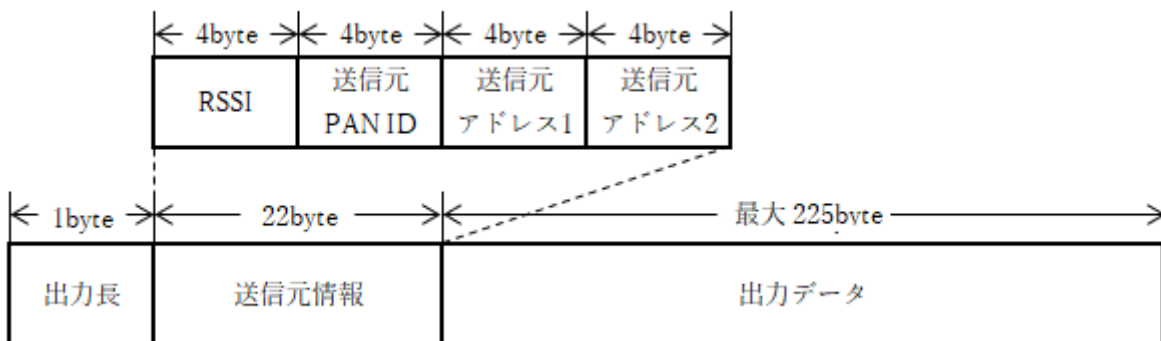 4byte 4byte 4byte 4byte
RSSI 送信元 PAN ID 送信元 アドレス1 送信元 アドレス2
1byte 22byte 最大 225byte
出力長 送信元情報 出力データ